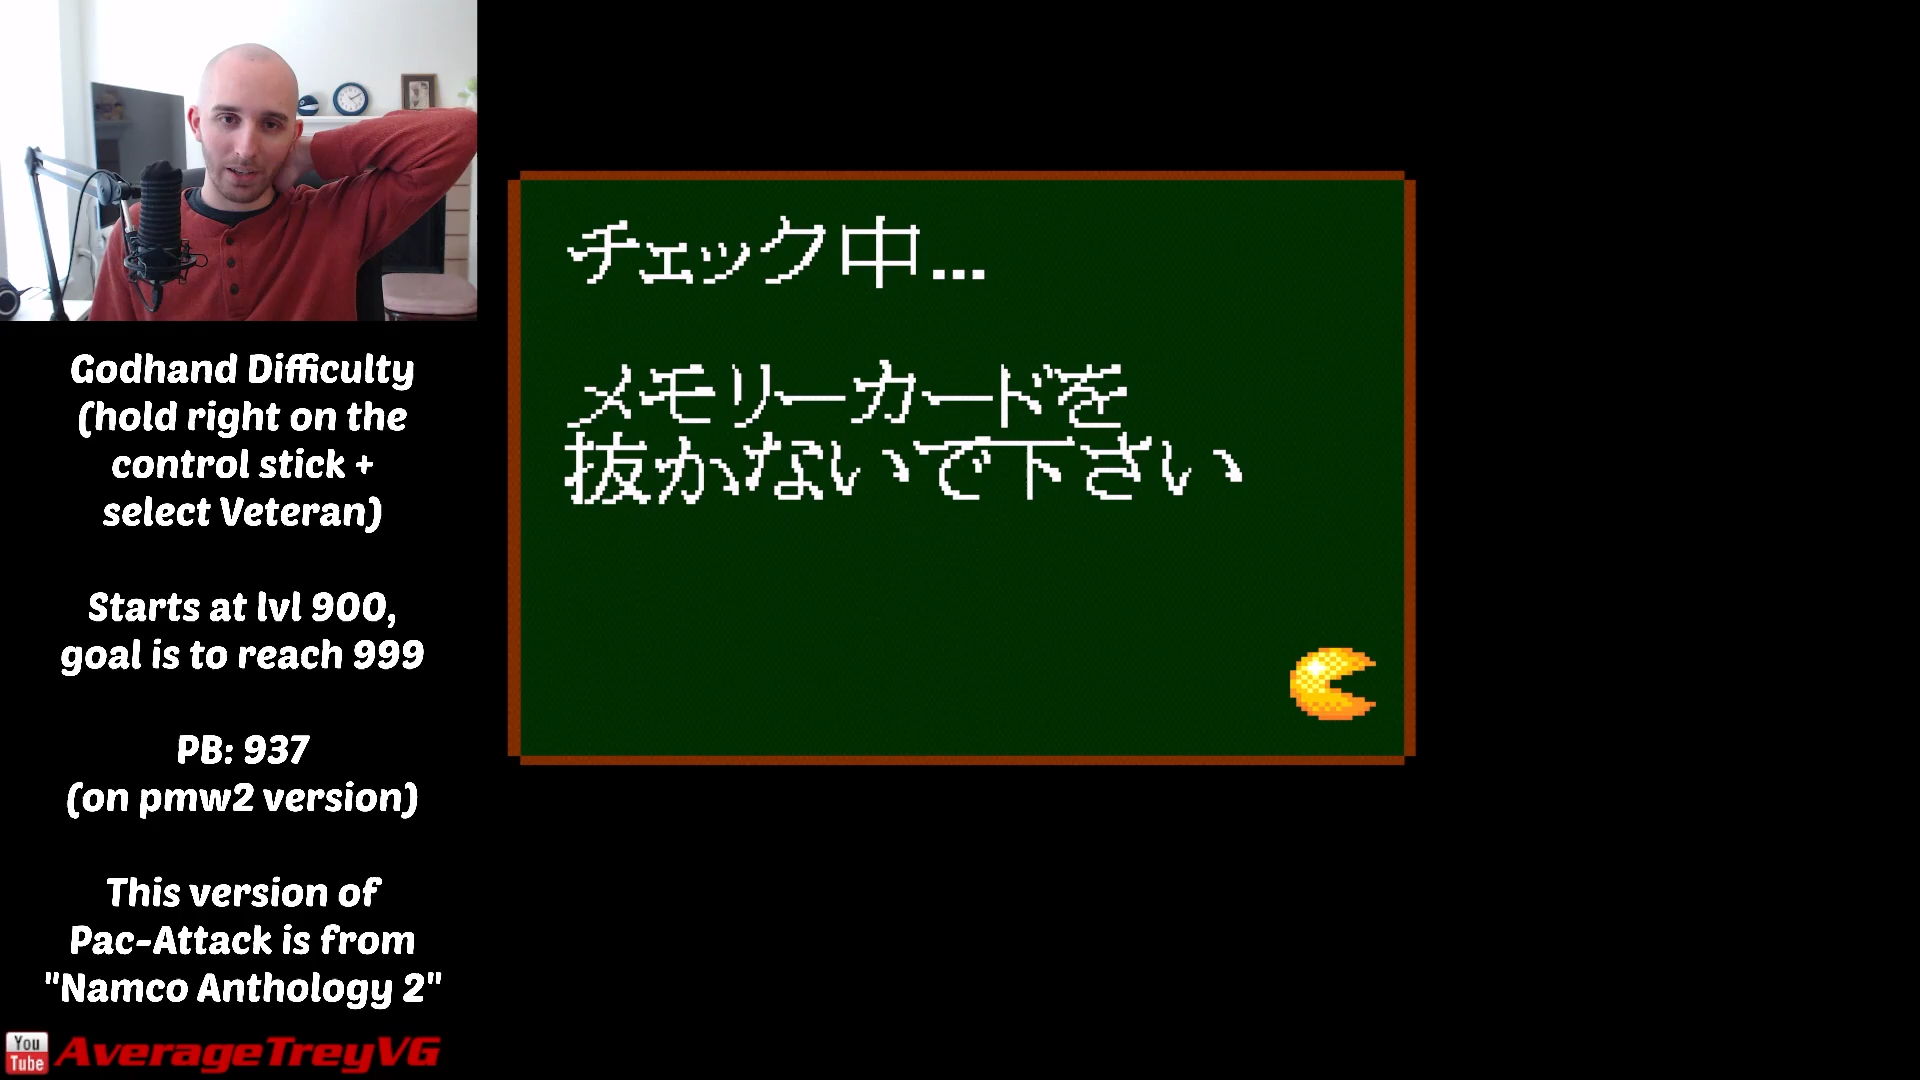 チェック中...
メモリーカードを
抜かないで下さい
Godhand Difficulty
(hold right on the
control stick +
select Veteran)
Starts at lvl 900,
goal is to reach 999
PB: 937
(on pmw2 version)
This version of
Pac-Attack is from
"Namco Anthology 2"
You
Tube
AverageTreyVG